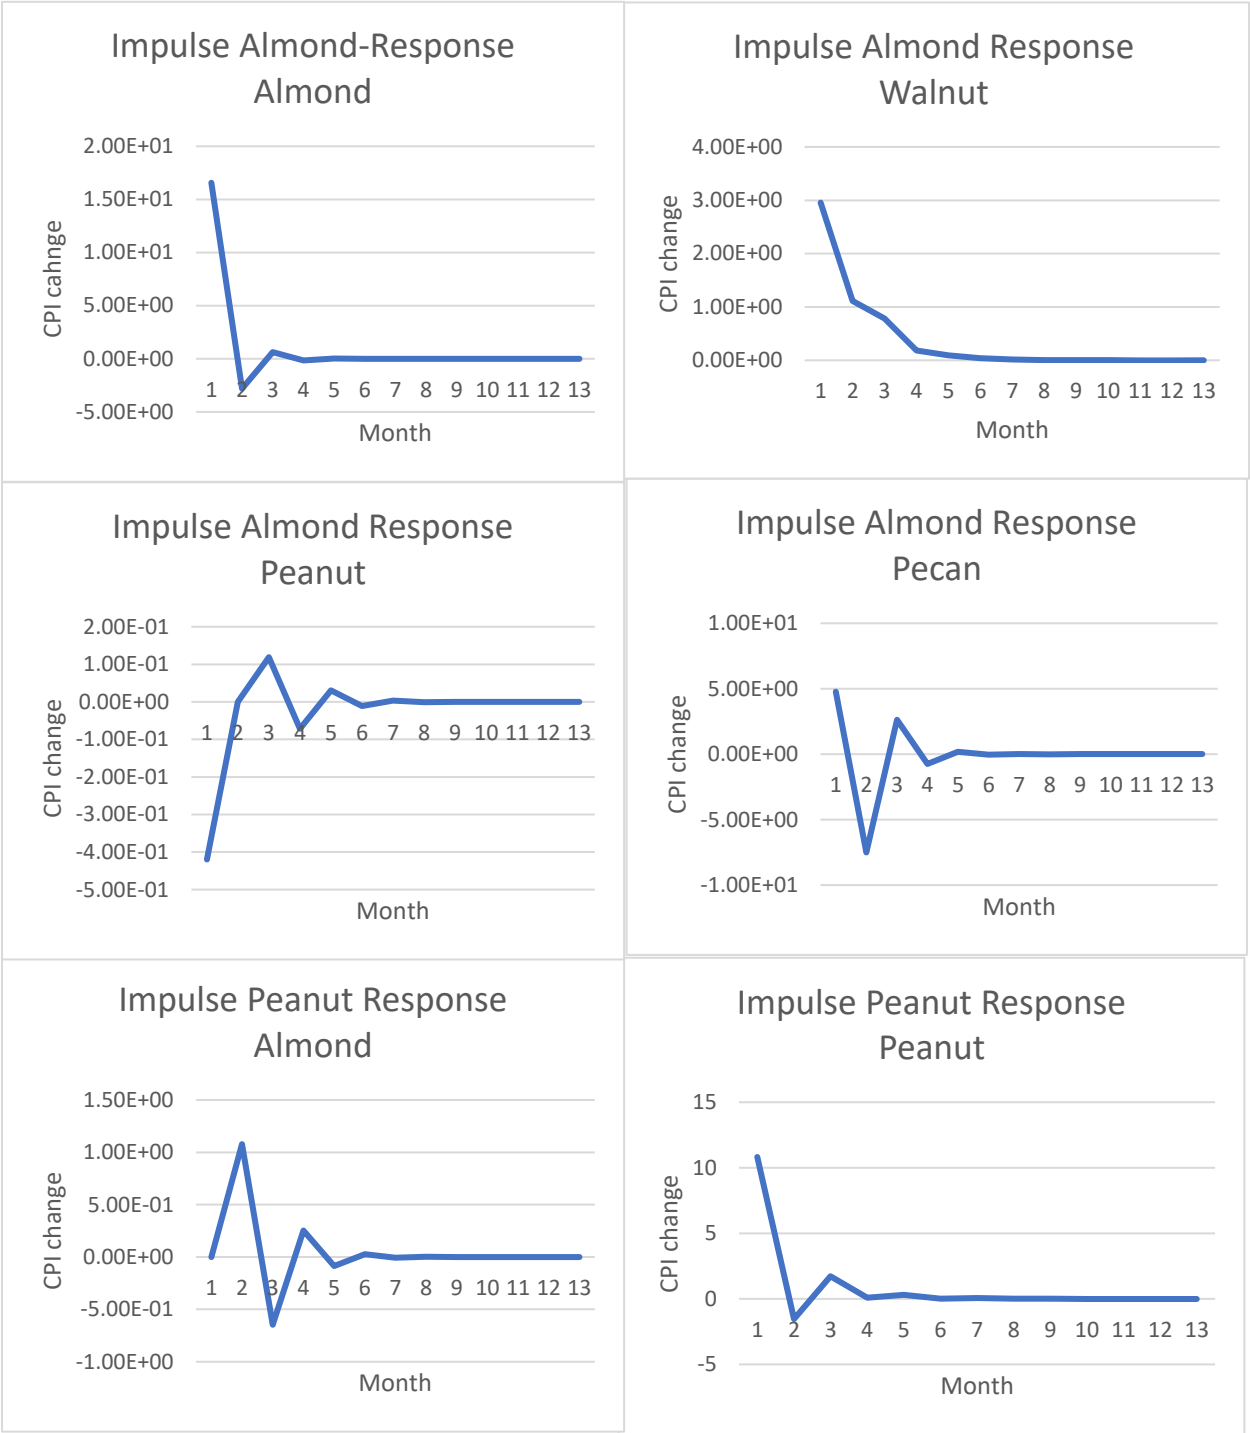 Impulse Almond-Response
Almond
2.00E+01
1.50E+01
1.00E+01
5.00E+00
0.00E+00
-5.00E+00
CPI cahnge
1 2 3 4 5 6 7 8 9 10 11 12 13
Month
Impulse Almond Response
Walnut
4.00E+00
3.00E+00
2.00E+00
1.00E+00
0.00E+00
CPI change
1 2 3 4 5 6 7 8 9 10 11 12 13
Month
Impulse Almond Response
Peanut
2.00E-01
1.00E-01
0.00E+00
-1.00E-01
-2.00E-01
-3.00E-01
-4.00E-01
-5.00E-01
CPI change
1 2 3 4 5 6 7 8 9 10 11 12 13
Month
Impulse Almond Response
Pecan
1.00E+01
5.00E+00
0.00E+00
-5.00E+00
-1.00E+01
CPI change
1 2 3 4 5 6 7 8 9 10 11 12 13
Month
Impulse Peanut Response
Almond
1.50E+00
1.00E+00
5.00E-01
0.00E+00
-5.00E-01
-1.00E+00
CPI change
1 2 3 4 5 6 7 8 9 10 11 12 13
Month
Impulse Peanut Response
Peanut
15
10
5
0
-5
CPI change
1 2 3 4 5 6 7 8 9 10 11 12 13
Month